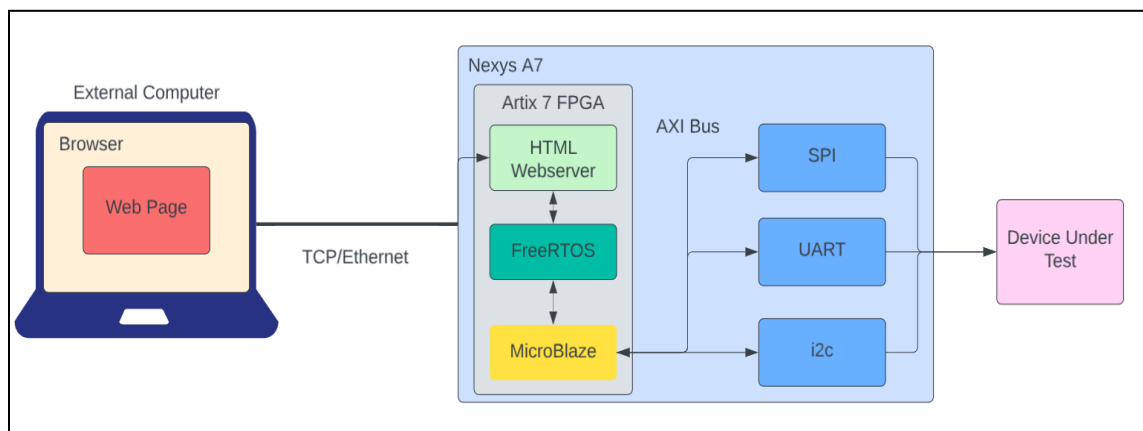 External Computer
Browser
Web Page
TCP/Ethernet
Nexys A7
Artix 7 FPGA
HTML
Webserver
FreeRTOS
MicroBlaze
AXI Bus
SPI
UART
i2c
Device Under
Test